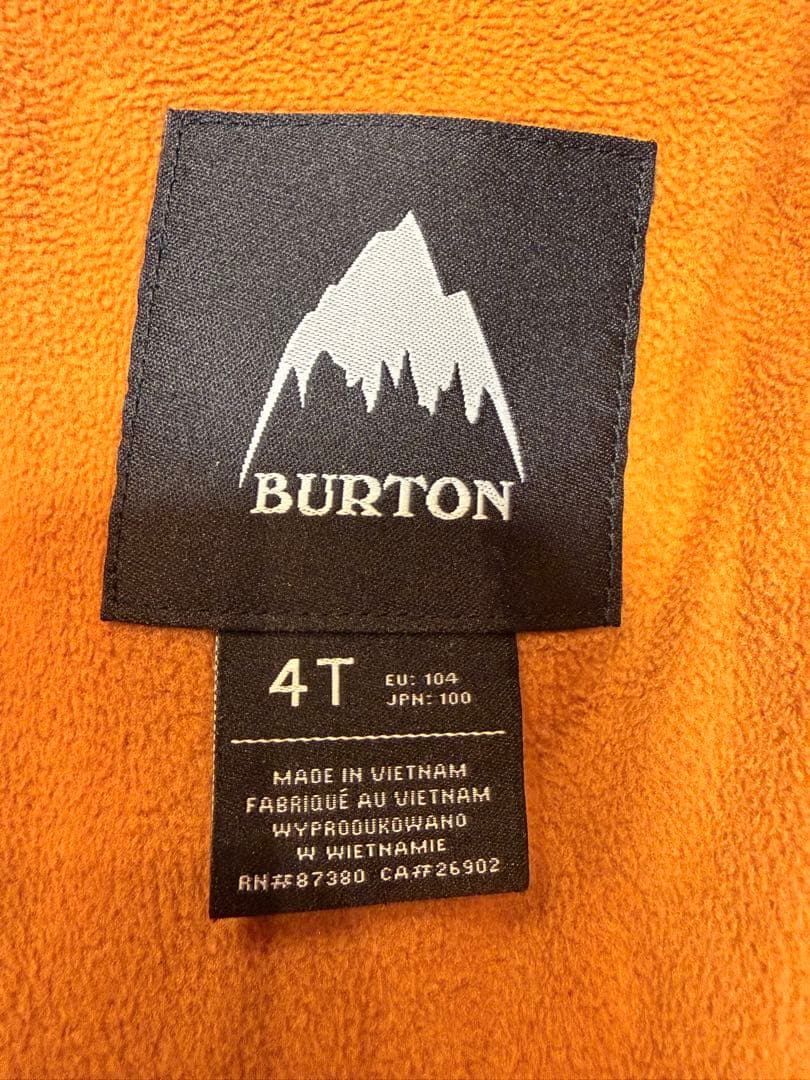 BURTON
4T
EU: 104
JPN: 100
MADE IN VIETNAM
FABRIQUÉ AU VIETNAM
WYPRODUKOWANO
W WIETNAMIE
RN#87380 CA#26902